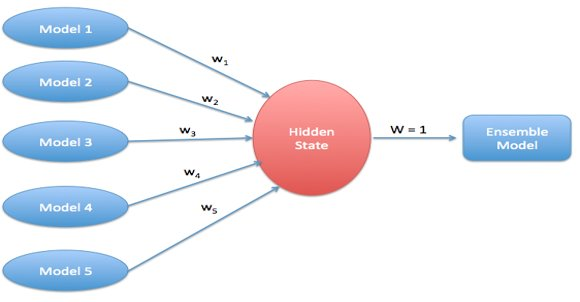 Model 1
w1
Model 2
w2
Model 3
w3
Hidden
State
W = 1
Ensemble
Model
Model 4
w4
w5
Model 5